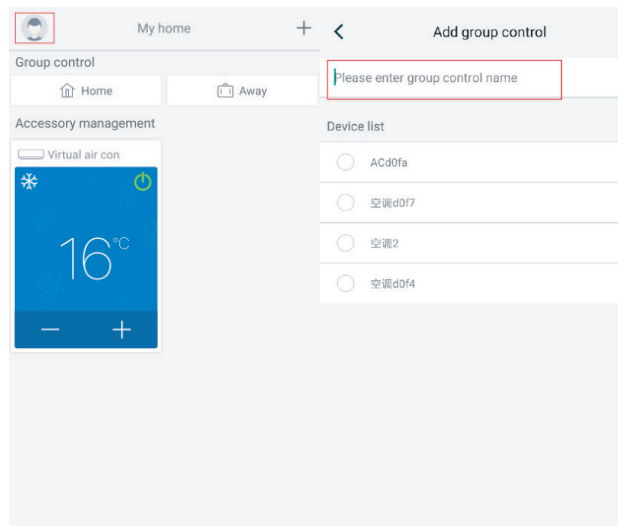 My home
Group control
Home
Away
Accessory management
Virtual air con
16°C
Add group control
Please enter group control name
Device list
ACd0fa
空调d0f7
空调2
空调d0f4